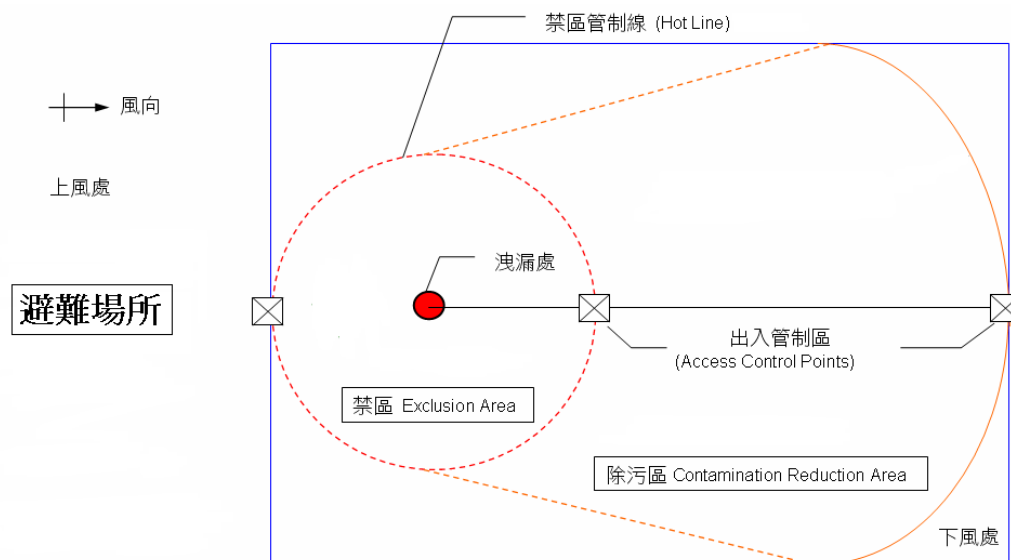 禁區管制線 (Hot Line)
風向
上風處
洩漏處
避難場所
出入管制區
(Access Control Points)
禁區 Exclusion Area
除污區 Contamination Reduction Area
下風處